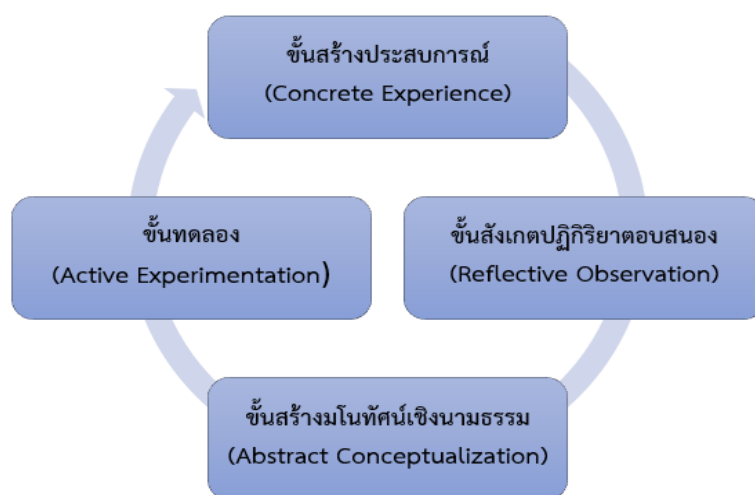 ขั้นสร้างประสบการณ์
(Concrete Experience)
ขั้นทดลอง
(Active Experimentation)
ขั้นสังเกตปฏิกิริยาตอบสนอง
(Reflective Observation)
ขั้นสร้างมโนทัศน์เชิงนามธรรม
(Abstract Conceptualization)